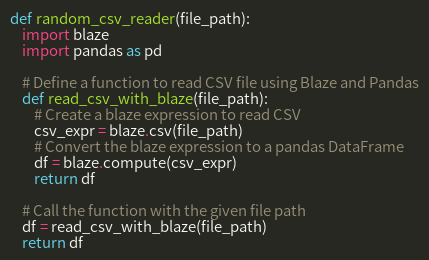 def random_csv_reader(file_path):
    import blaze
    import pandas as pd

    # Define a function to read CSV file using Blaze and Pandas
    def read_csv_with_blaze(file_path):
        # Create a blaze expression to read CSV
        csv_expr = blaze.csv(file_path)
        # Convert the blaze expression to a pandas DataFrame
        df = blaze.compute(csv_expr)
        return df

    # Call the function with the given file path
    df = read_csv_with_blaze(file_path)
    return df